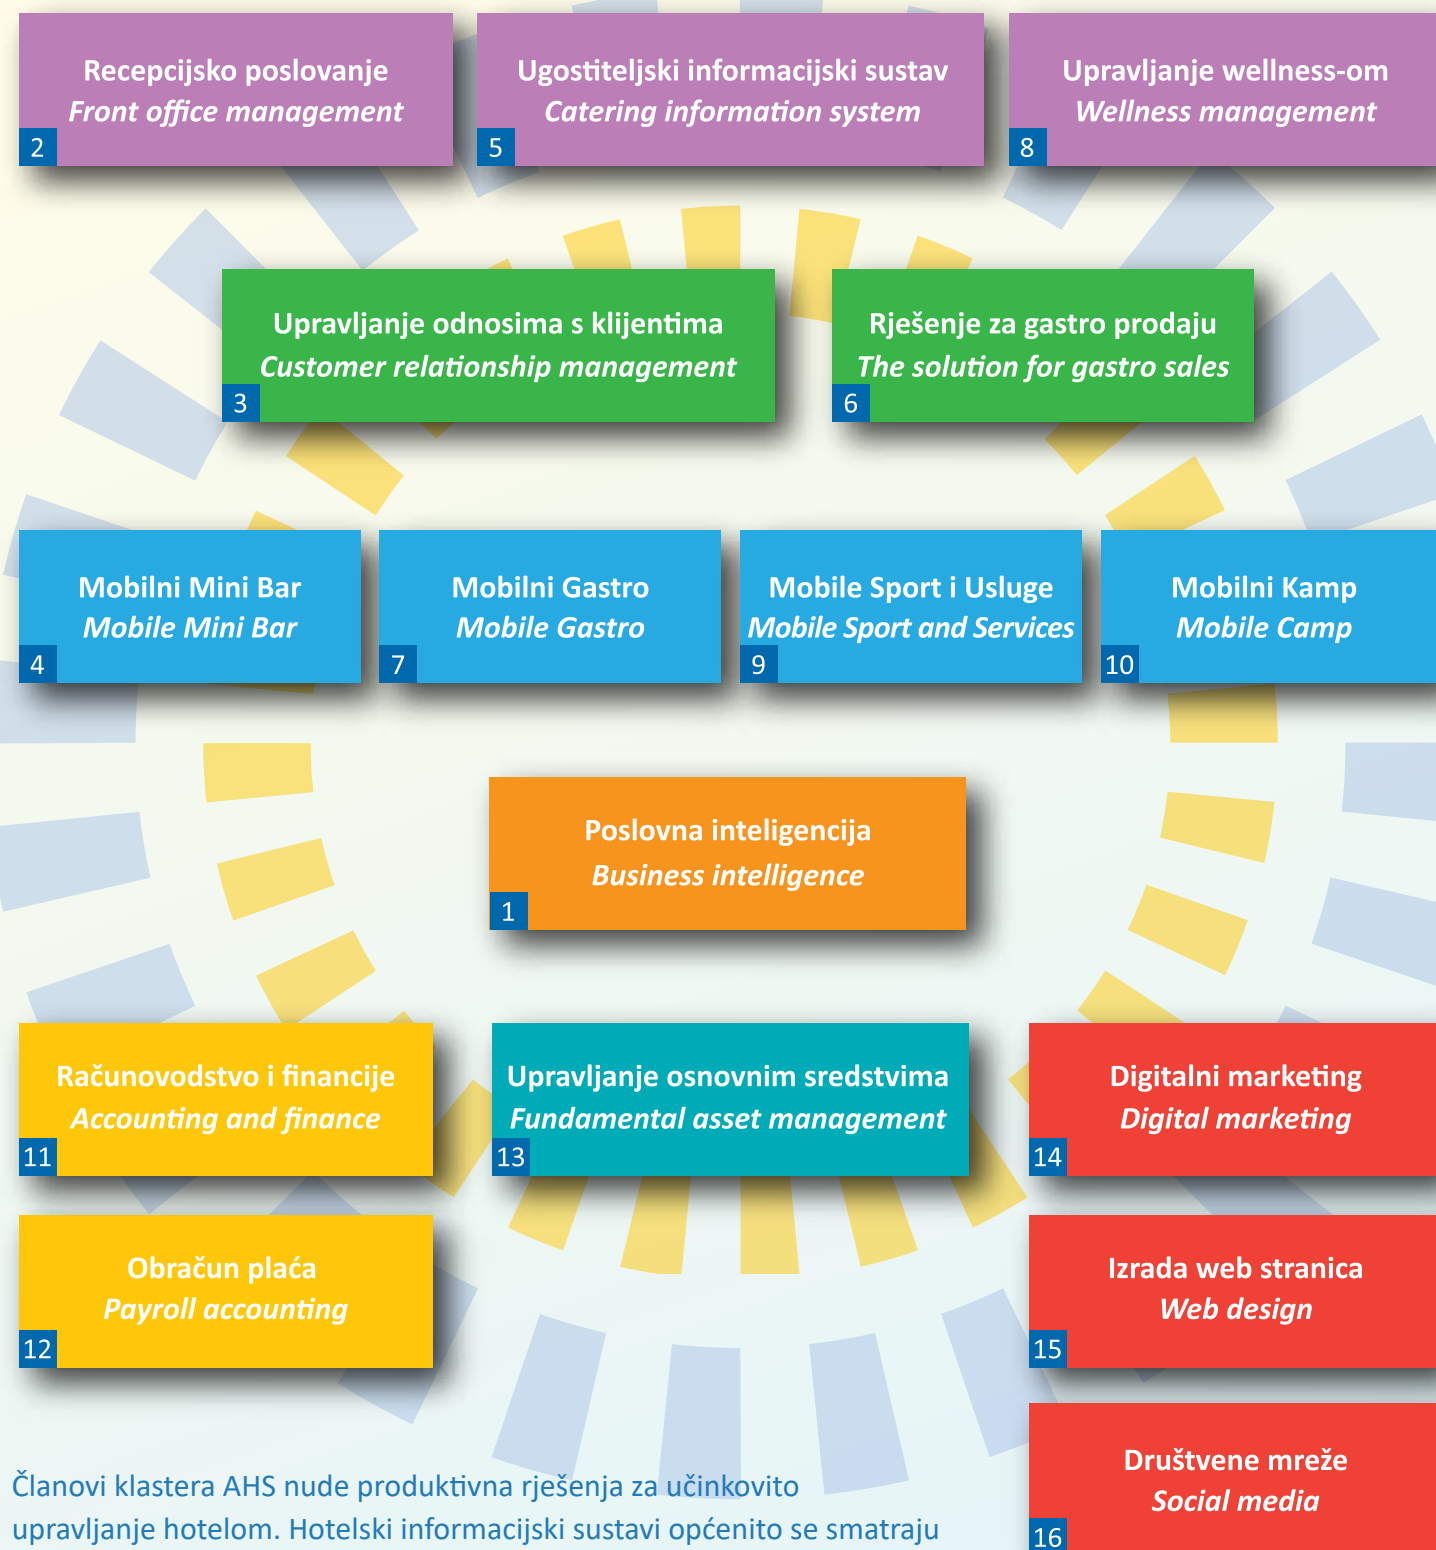 Recepcijsko poslovanje
Front office management
2
Ugostiteljski informacijski sustav
Catering information system
5
Upravljanje wellness-om
Wellness management
8
Upravljanje odnosima s klijentima
Customer relationship management
3
Rješenje za gastro prodaju
The solution for gastro sales
6
Mobilni Mini Bar
Mobile Mini Bar
4
Mobilni Gastro
Mobile Gastro
7
Mobile Sport i Usluge
Mobile Sport and Services
9
Mobilni Kamp
Mobile Camp
10
Poslovna inteligencija
Business intelligence
1
Računovodstvo i financije
Accounting and finance
11
Upravljanje osnovnim sredstvima
Fundamental asset management
13
Digitalni marketing
Digital marketing
14
Obračun plaća
Payroll accounting
12
Izrada web stranica
Web design
15
Društvene mreže
Social media
16
Članovi klastera AHS nude produktivna rješenja za učinkovito
upravljanje hotelom. Hotelski informacijski sustavi općenito se smatraju